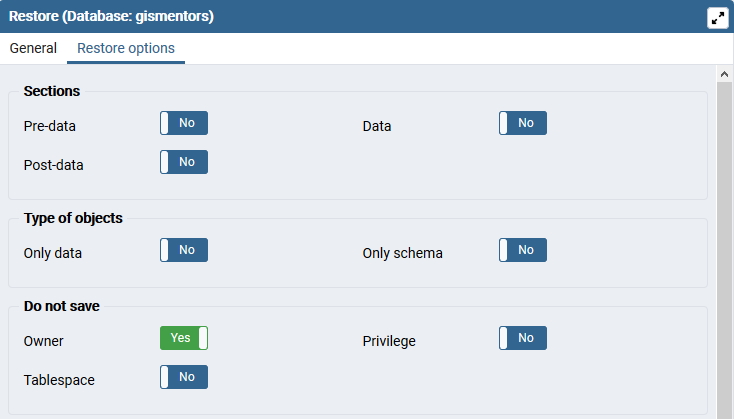 Restore (Database: gismentors)
General Restore options
Sections
Pre-data No Data No
Post-data No
Type of objects
Only data No Only schema No
Do not save
Owner Yes Privilege No
Tablespace No